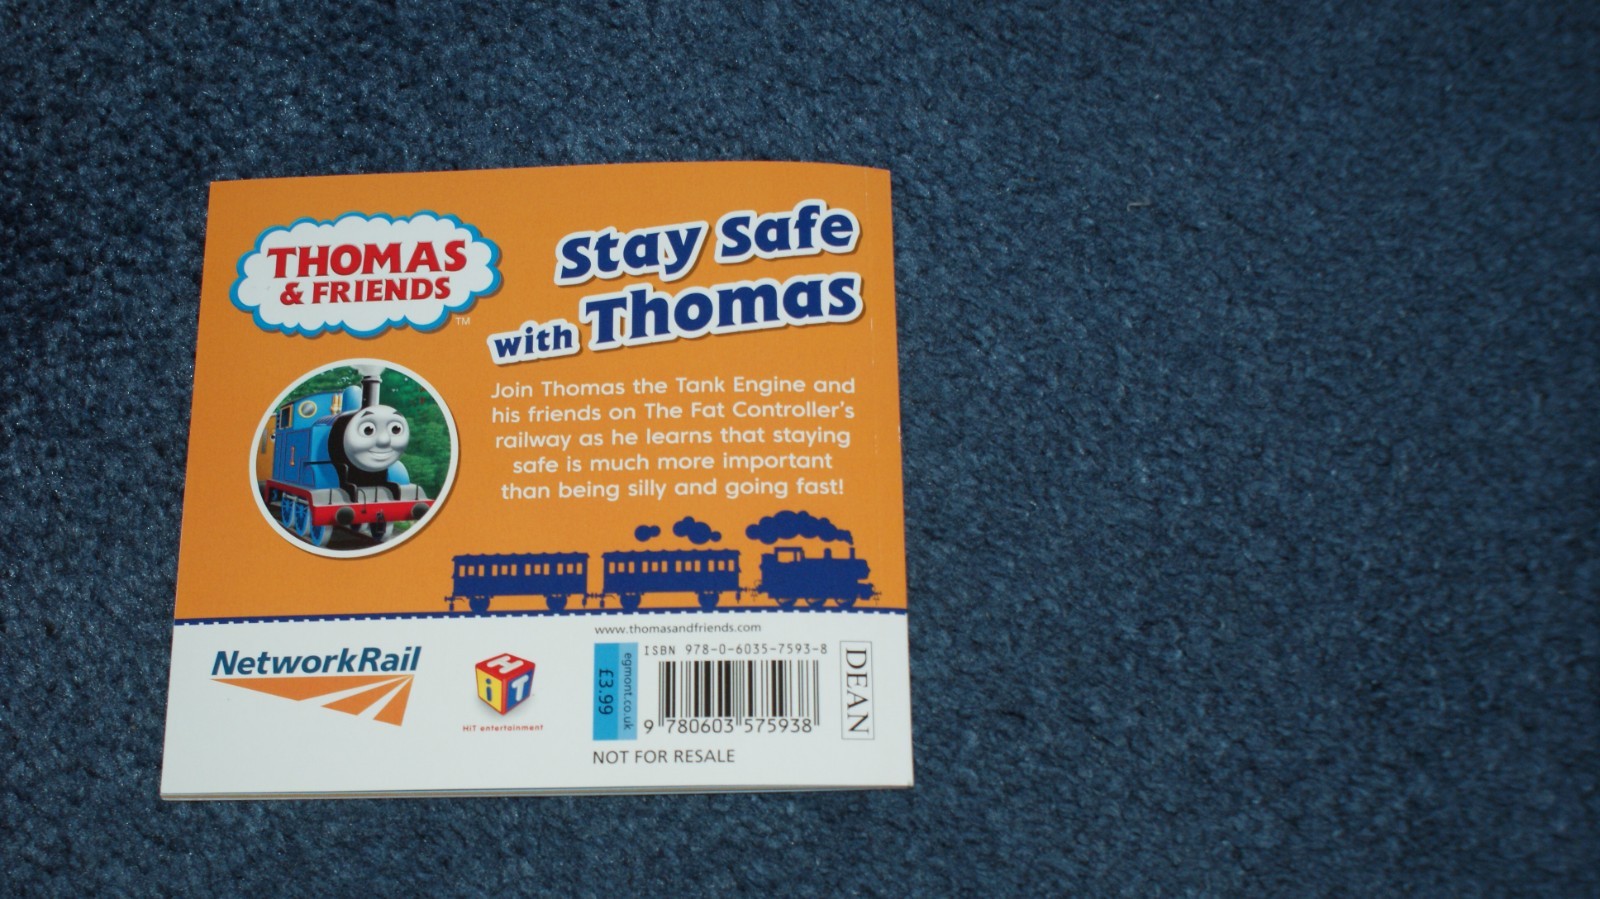 THOMAS
& FRIENDS
TM
Stay Safe
with Thomas
Join Thomas the Tank Engine and
his friends on The Fat Controller's
railway as he learns that staying
safe is much more important
than being silly and going fast!
1
NetworkRail
HiT
HiT entertainment
www.thomasandfriends.com
ISBN 978-0-6035-7593-8
egmont.co.uk
£3.99
9 780603 575938
NOT FOR RESALE
DEAN